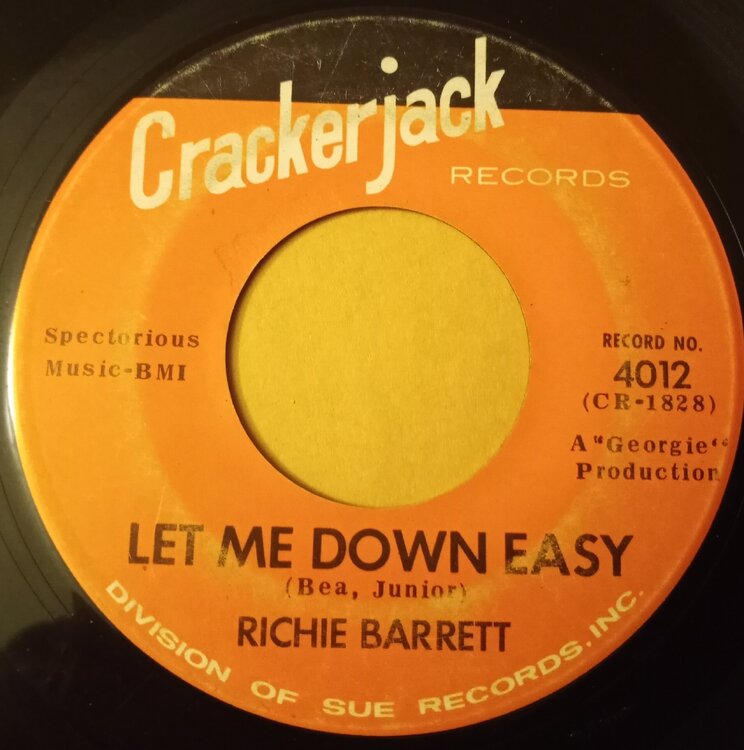 Crackerjack
RECORDS
Spectorious
Music-BMI
RECORD NO.
4012
(CR-1828)
A "Georgie"
Production
LET ME DOWN EASY
(Bea, Junior)
RICHIE BARRETT
DIVISION OF SUE RECORDS, INC.